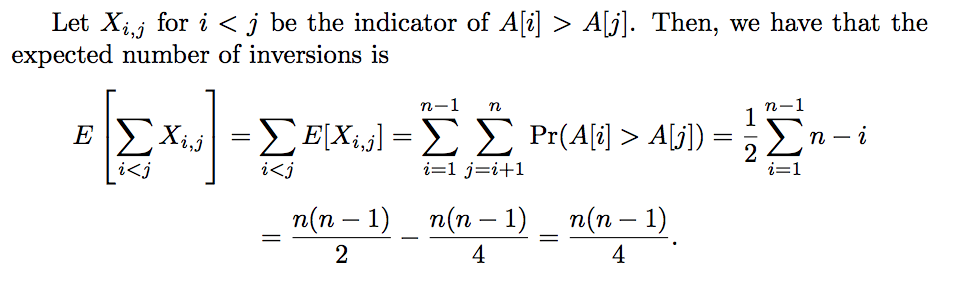 Let $X_{i,j}$ for $i < j$ be the indicator of $A[i] > A[j]$. Then, we have that the
expected number of inversions is
$E\left[\sum_{i<j} X_{i,j}\right] = \sum_{i<j} E[X_{i,j}] = \sum_{i=1}^{n-1} \sum_{j=i+1}^{n} \Pr(A[i] > A[j]) = \frac{1}{2} \sum_{i=1}^{n-1} n - i$
$= \frac{n(n-1)}{2} - \frac{n(n-1)}{4} = \frac{n(n-1)}{4}.$